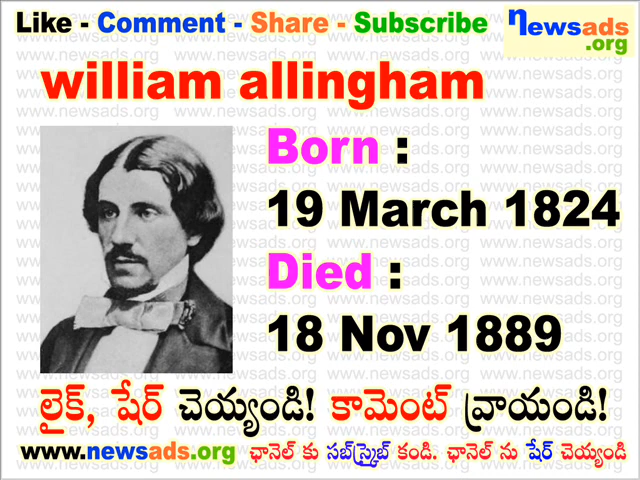 Like - Comment - Share - Subscribe
newsads
.org
william allingham
Born :
19 March 1824
Died :
18 Nov 1889
లైక్, షేర్ చెయ్యండి! కామెంట్ వ్రాయండి!
www.newsads.org ఛానెల్ కు సబ్‌స్క్రైబ్ కండి. ఛానెల్ ను షేర్ చెయ్యండి